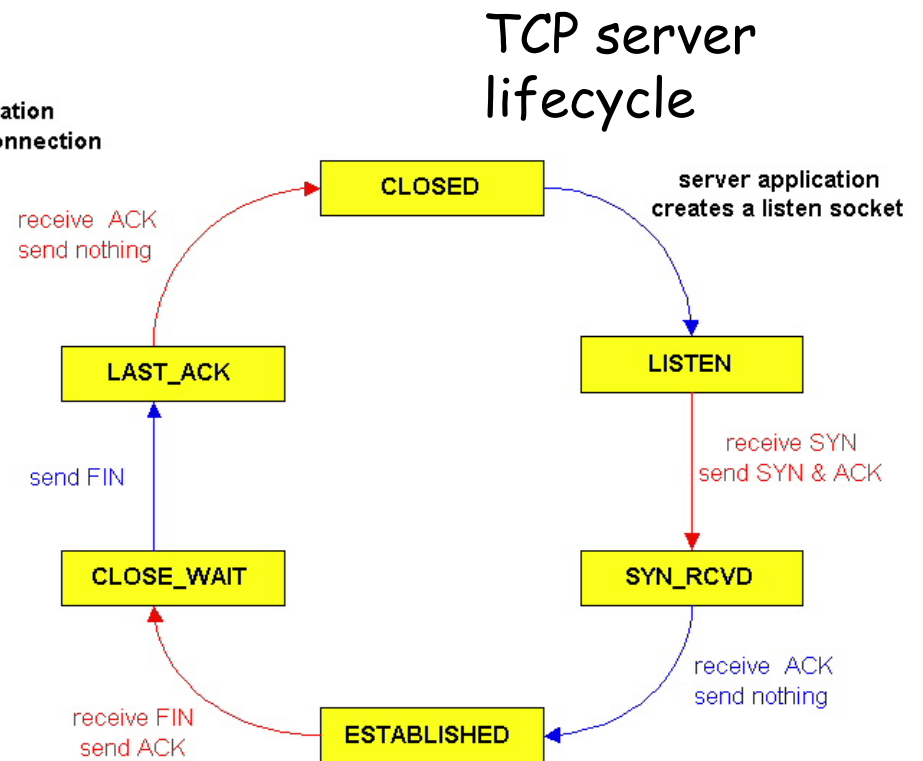 TCP server
lifecycle
onnection
CLOSED
server application
creates a listen socket
receive ACK
send nothing
LAST_ACK
LISTEN
receive SYN
send SYN & ACK
send FIN
CLOSE_WAIT
SYN_RCVD
receive ACK
send nothing
receive FIN
send ACK
ESTABLISHED